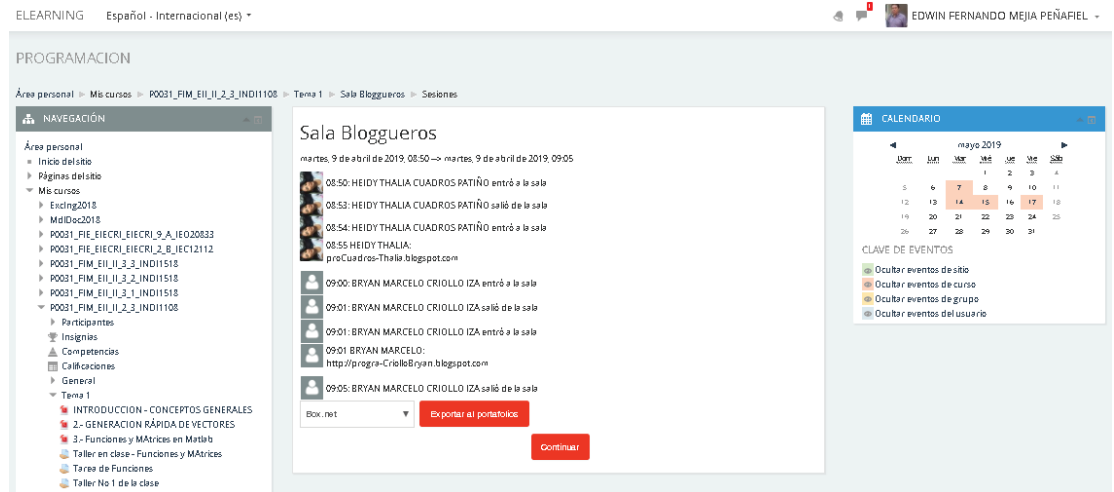 ELEARNING Español - Internacional (es)
1
EDWIN FERNANDO MEJIA PEÑAFIEL
PROGRAMACION
Área personal Mis cursos P0031_FIM_EII_II_2_3_INDI1108 Tema 1 Sala Bloggueros Sesiones
NAVEGACIÓN
Área personal
Inicio del sitio
Páginas del sitio
Mis cursos
ExcIng2018
MdlDoc2018
P0031_FIE_EIECRI_EIECRI_9_A_IEO20833
P0031_FIE_EIECRI_EIECRI_2_B_IEC12112
P0031_FIM_EII_II_3_3_INDI1518
P0031_FIM_EII_II_3_2_INDI1518
P0031_FIM_EII_II_3_1_INDI1518
P0031_FIM_EII_II_2_3_INDI1108
Participantes
Insignias
Competencias
Calificaciones
General
Tema 1
INTRODUCCION - CONCEPTOS GENERALES
2.- GENERACION RÁPIDA DE VECTORES
3.- Funciones y MAtrices en Matlab
Taller en clase - Funciones y MAtrices
Tarea de Funciones
Taller No 1 de la clase
Sala Bloggueros
martes, 9 de abril de 2019, 08:50 --> martes, 9 de abril de 2019, 09:05
08:50: HEIDY THALIA CUADROS PATIÑO entró a la sala
08:53: HEIDY THALIA CUADROS PATIÑO salió de la sala
08:54: HEIDY THALIA CUADROS PATIÑO entró a la sala
08:55 HEIDY THALIA:
proCuadros-Thalia.blogspot.com
09:00: BRYAN MARCELO CRIOLLO IZA entró a la sala
09:01: BRYAN MARCELO CRIOLLO IZA salió de la sala
09:01: BRYAN MARCELO CRIOLLO IZA entró a la sala
09:01 BRYAN MARCELO:
http://progra-CriolloBryan.blogspot.com
09:05: BRYAN MARCELO CRIOLLO IZA salió de la sala
Box.net Exportar al portafolios
Continuar
CALENDARIO
mayo 2019
Dom Lun Mar Mié Jue Vie Sáb
1 2 3 4
5 6 7 8 9 10 11
12 13 14 15 16 17 18
19 20 21 22 23 24 25
26 27 28 29 30 31
CLAVE DE EVENTOS
Ocultar eventos de sitio
Ocultar eventos de curso
Ocultar eventos de grupo
Ocultar eventos del usuario